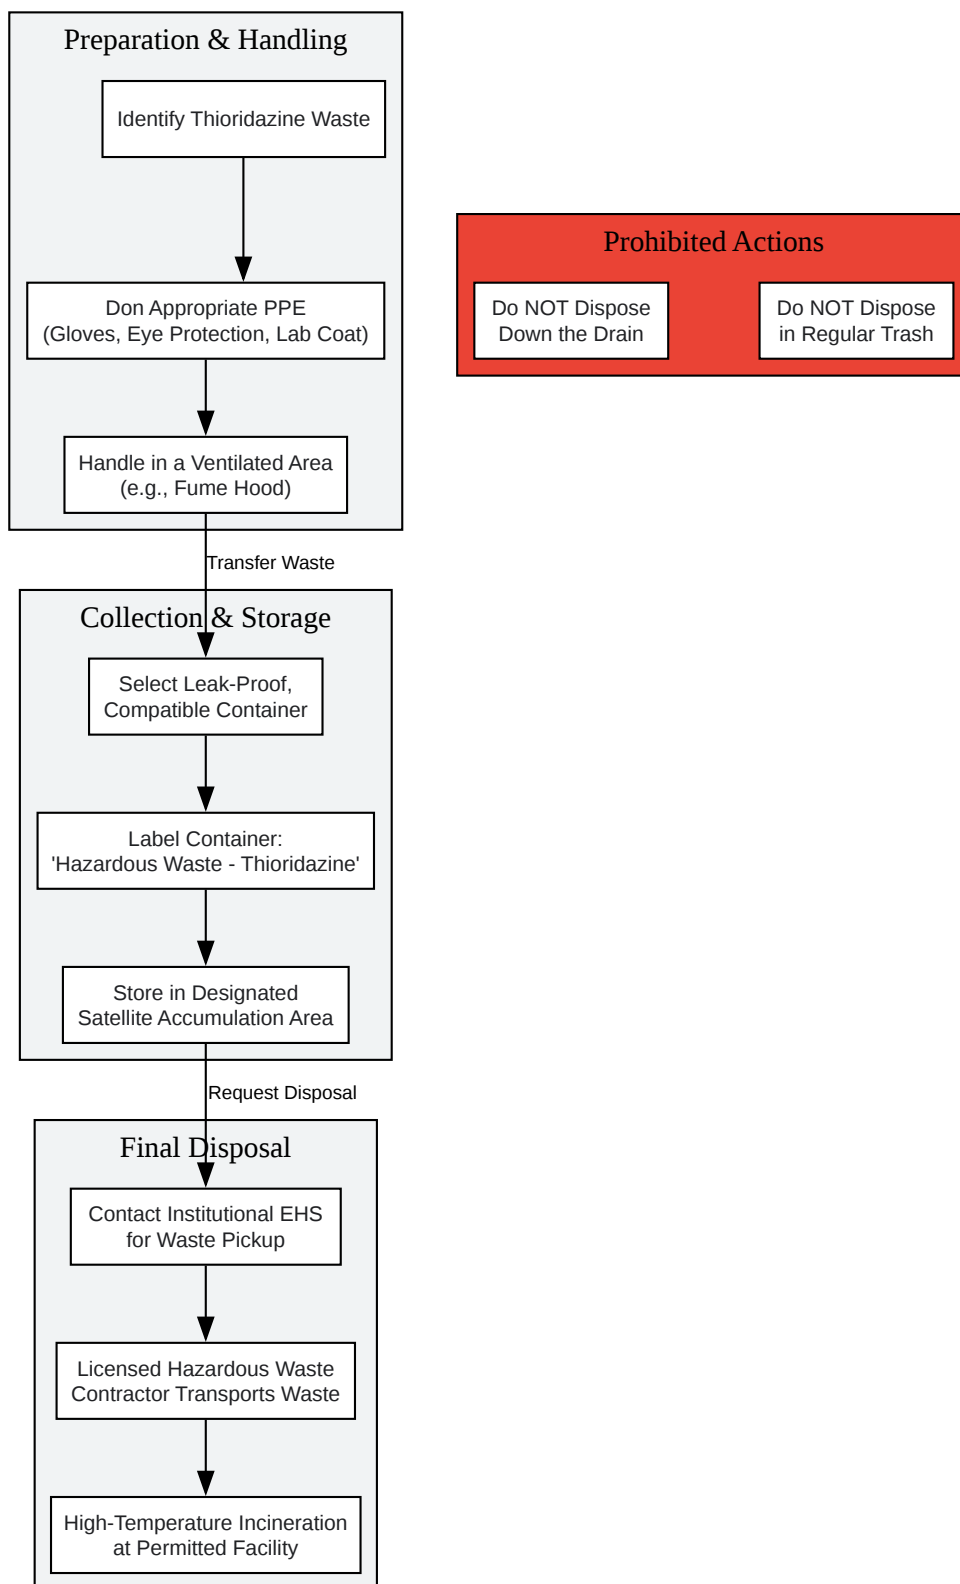 Preparation & Handling
Identify Thioridazine Waste
Don Appropriate PPE
(Gloves, Eye Protection, Lab Coat)
Handle in a Ventilated Area
(e.g., Fume Hood)
Prohibited Actions
Do NOT Dispose
Down the Drain
Do NOT Dispose
in Regular Trash
Transfer Waste
Collection & Storage
Select Leak-Proof,
Compatible Container
Label Container:
'Hazardous Waste - Thioridazine'
Store in Designated
Satellite Accumulation Area
Request Disposal
Final Disposal
Contact Institutional EHS
for Waste Pickup
Licensed Hazardous Waste
Contractor Transports Waste
High-Temperature Incineration
at Permitted Facility